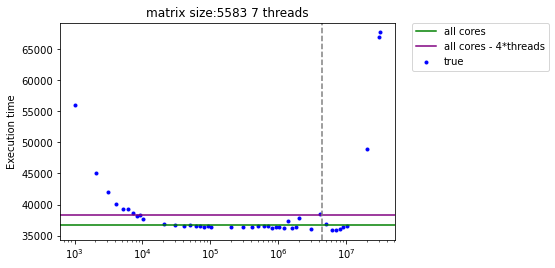 matrix size:5583 7 threads
all cores
all cores - 4*threads
true
Execution time
65000
60000
55000
50000
45000
40000
35000
10³ 10⁴ 10⁵ 10⁶ 10⁷